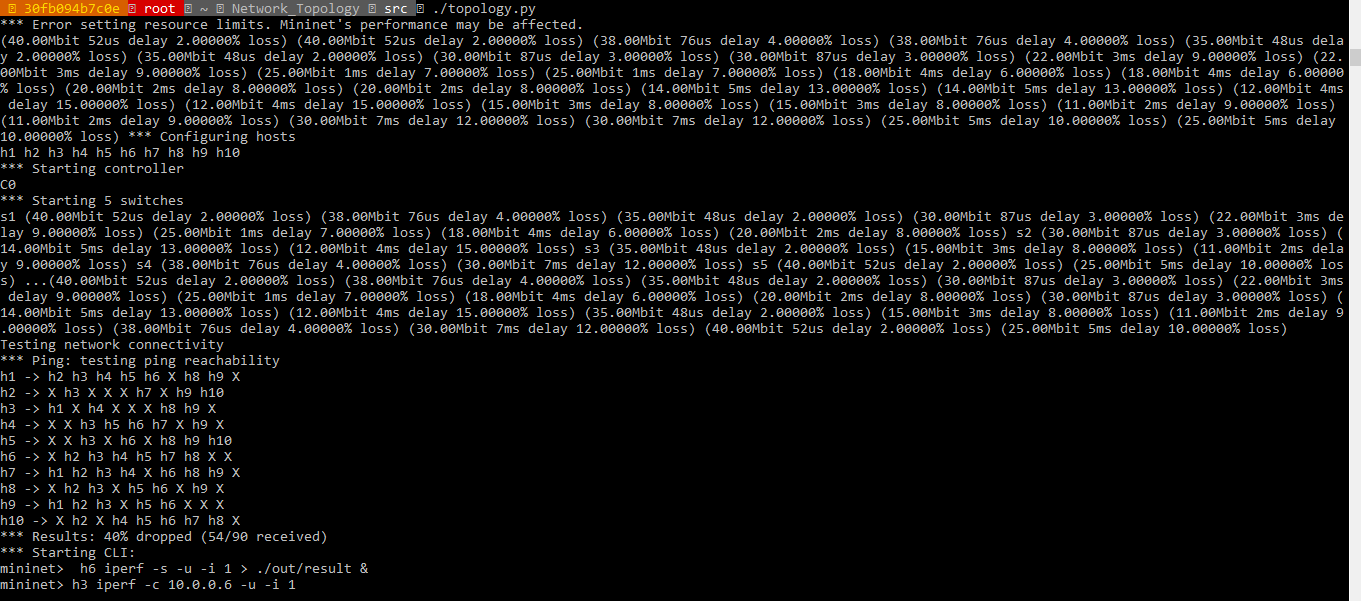 30fb094b7c0e root ~ Network_Topology src ./topology.py
*** Error setting resource limits. Mininet's performance may be affected.
(40.00Mbit 52us delay 2.00000% loss) (40.00Mbit 52us delay 2.00000% loss) (38.00Mbit 76us delay 4.00000% loss) (38.00Mbit 76us delay 4.00000% loss) (35.00Mbit 48us dela
y 2.00000% loss) (35.00Mbit 48us delay 2.00000% loss) (30.00Mbit 87us delay 3.00000% loss) (30.00Mbit 87us delay 3.00000% loss) (22.00Mbit 3ms delay 9.00000% loss) (22.
00Mbit 3ms delay 9.00000% loss) (25.00Mbit 1ms delay 7.00000% loss) (25.00Mbit 1ms delay 7.00000% loss) (18.00Mbit 4ms delay 6.00000% loss) (18.00Mbit 4ms delay 6.00000
% loss) (20.00Mbit 2ms delay 8.00000% loss) (20.00Mbit 2ms delay 8.00000% loss) (14.00Mbit 5ms delay 13.00000% loss) (14.00Mbit 5ms delay 13.00000% loss) (12.00Mbit 4ms
 delay 15.00000% loss) (12.00Mbit 4ms delay 15.00000% loss) (15.00Mbit 3ms delay 8.00000% loss) (15.00Mbit 3ms delay 8.00000% loss) (11.00Mbit 2ms delay 9.00000% loss)
(11.00Mbit 2ms delay 9.00000% loss) (30.00Mbit 7ms delay 12.00000% loss) (30.00Mbit 7ms delay 12.00000% loss) (25.00Mbit 5ms delay 10.00000% loss) (25.00Mbit 5ms delay
10.00000% loss) *** Configuring hosts
h1 h2 h3 h4 h5 h6 h7 h8 h9 h10
*** Starting controller
C0
*** Starting 5 switches
s1 (40.00Mbit 52us delay 2.00000% loss) (38.00Mbit 76us delay 4.00000% loss) (35.00Mbit 48us delay 2.00000% loss) (30.00Mbit 87us delay 3.00000% loss) (22.00Mbit 3ms de
lay 9.00000% loss) (25.00Mbit 1ms delay 7.00000% loss) (18.00Mbit 4ms delay 6.00000% loss) (20.00Mbit 2ms delay 8.00000% loss) s2 (30.00Mbit 87us delay 3.00000% loss) (
14.00Mbit 5ms delay 13.00000% loss) (12.00Mbit 4ms delay 15.00000% loss) s3 (35.00Mbit 48us delay 2.00000% loss) (15.00Mbit 3ms delay 8.00000% loss) (11.00Mbit 2ms dela
y 9.00000% loss) s4 (38.00Mbit 76us delay 4.00000% loss) (30.00Mbit 7ms delay 12.00000% loss) s5 (40.00Mbit 52us delay 2.00000% loss) (25.00Mbit 5ms delay 10.00000% los
s) ...(40.00Mbit 52us delay 2.00000% loss) (38.00Mbit 76us delay 4.00000% loss) (35.00Mbit 48us delay 2.00000% loss) (30.00Mbit 87us delay 3.00000% loss) (22.00Mbit 3ms
 delay 9.00000% loss) (25.00Mbit 1ms delay 7.00000% loss) (18.00Mbit 4ms delay 6.00000% loss) (20.00Mbit 2ms delay 8.00000% loss) (30.00Mbit 87us delay 3.00000% loss) (
14.00Mbit 5ms delay 13.00000% loss) (12.00Mbit 4ms delay 15.00000% loss) (35.00Mbit 48us delay 2.00000% loss) (15.00Mbit 3ms delay 8.00000% loss) (11.00Mbit 2ms delay 9
.00000% loss) (38.00Mbit 76us delay 4.00000% loss) (30.00Mbit 7ms delay 12.00000% loss) (40.00Mbit 52us delay 2.00000% loss) (25.00Mbit 5ms delay 10.00000% loss)
Testing network connectivity
*** Ping: testing ping reachability
h1 -> h2 h3 h4 h5 h6 X h8 h9 X
h2 -> X h3 X X X h7 X h9 h10
h3 -> h1 X h4 X X X h8 h9 X
h4 -> X X h3 h5 h6 h7 X h9 X
h5 -> X X h3 X h6 X h8 h9 h10
h6 -> X h2 h3 h4 h5 h7 h8 X X
h7 -> h1 h2 h3 h4 X h6 h8 h9 X
h8 -> X h2 h3 X h5 h6 X h9 X
h9 -> h1 h2 h3 X h5 h6 X X X
h10 -> X h2 X h4 h5 h6 h7 h8 X
*** Results: 40% dropped (54/90 received)
*** Starting CLI:
mininet>  h6 iperf -s -u -i 1 > ./out/result &
mininet> h3 iperf -c 10.0.0.6 -u -i 1